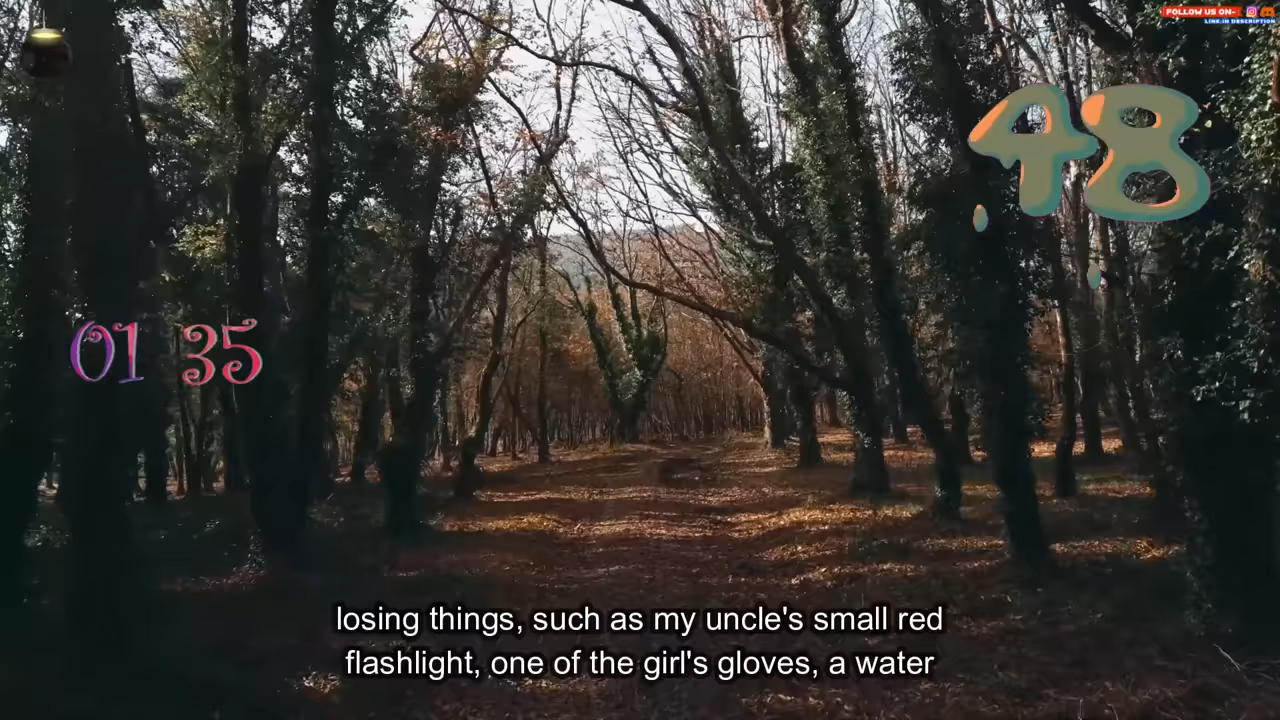 FOLLOW US ON-
LINK IN DESCRIPTION
48
01 35
losing things, such as my uncle's small red
flashlight, one of the girl's gloves, a water